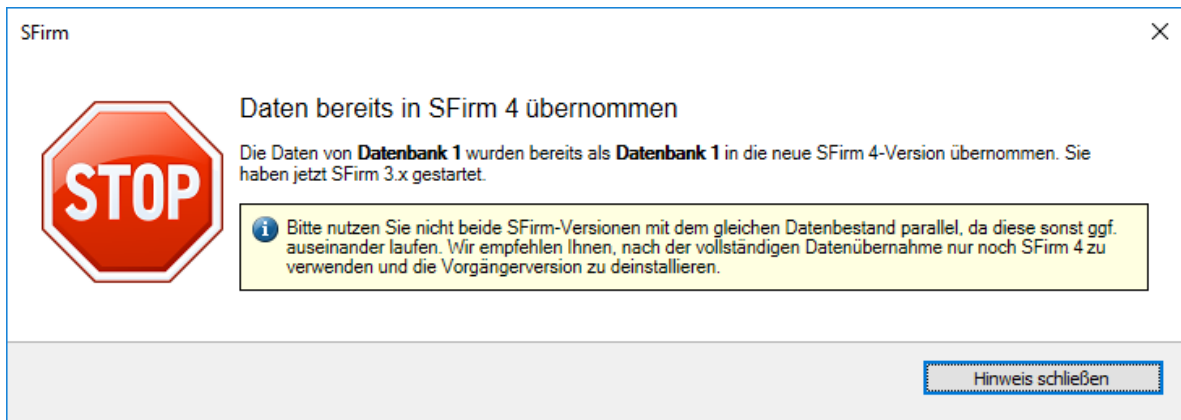 SFirm
STOP
Daten bereits in SFirm 4 übernommen
Die Daten von Datenbank 1 wurden bereits als Datenbank 1 in die neue SFirm 4-Version übernommen. Sie
haben jetzt SFirm 3.x gestartet.
Bitte nutzen Sie nicht beide SFirm-Versionen mit dem gleichen Datenbestand parallel, da diese sonst ggf.
auseinander laufen. Wir empfehlen Ihnen, nach der vollständigen Datenübernahme nur noch SFirm 4 zu
verwenden und die Vorgängerversion zu deinstallieren.
Hinweis schließen